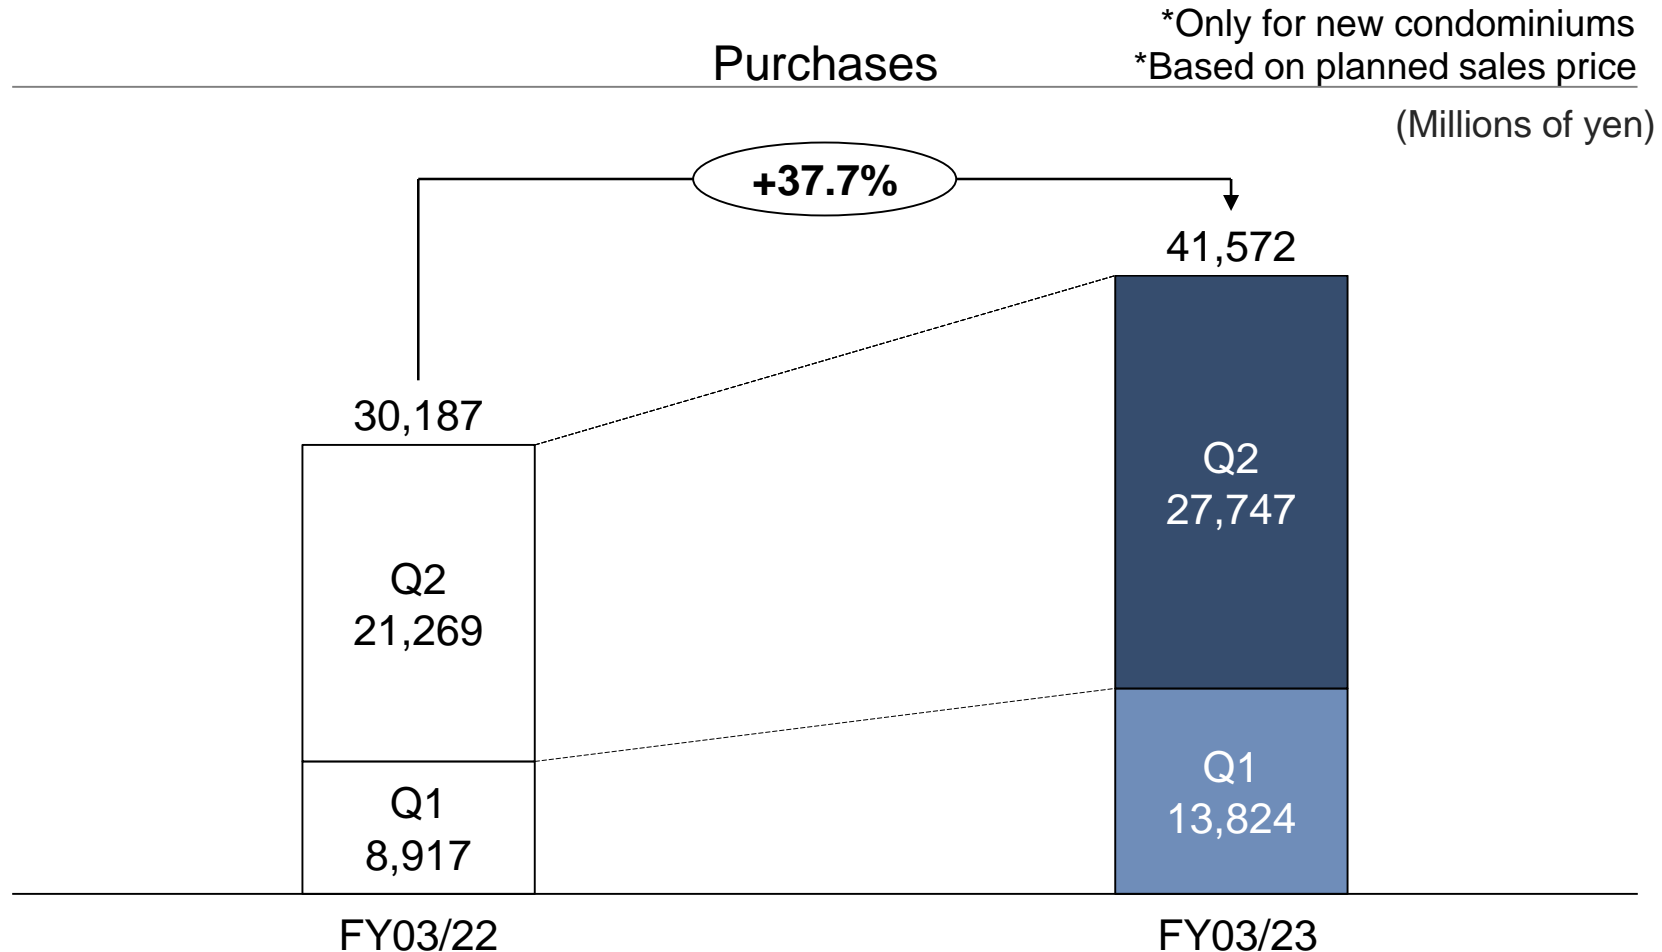 *Only for new condominiums
Purchases
*Based on planned sales price
(Millions of yen)
+37.7%
41,572
30,187
Q2
27,747
Q2
21,269
Q1
13,824
Q1
8,917
FY03/22
FY03/23